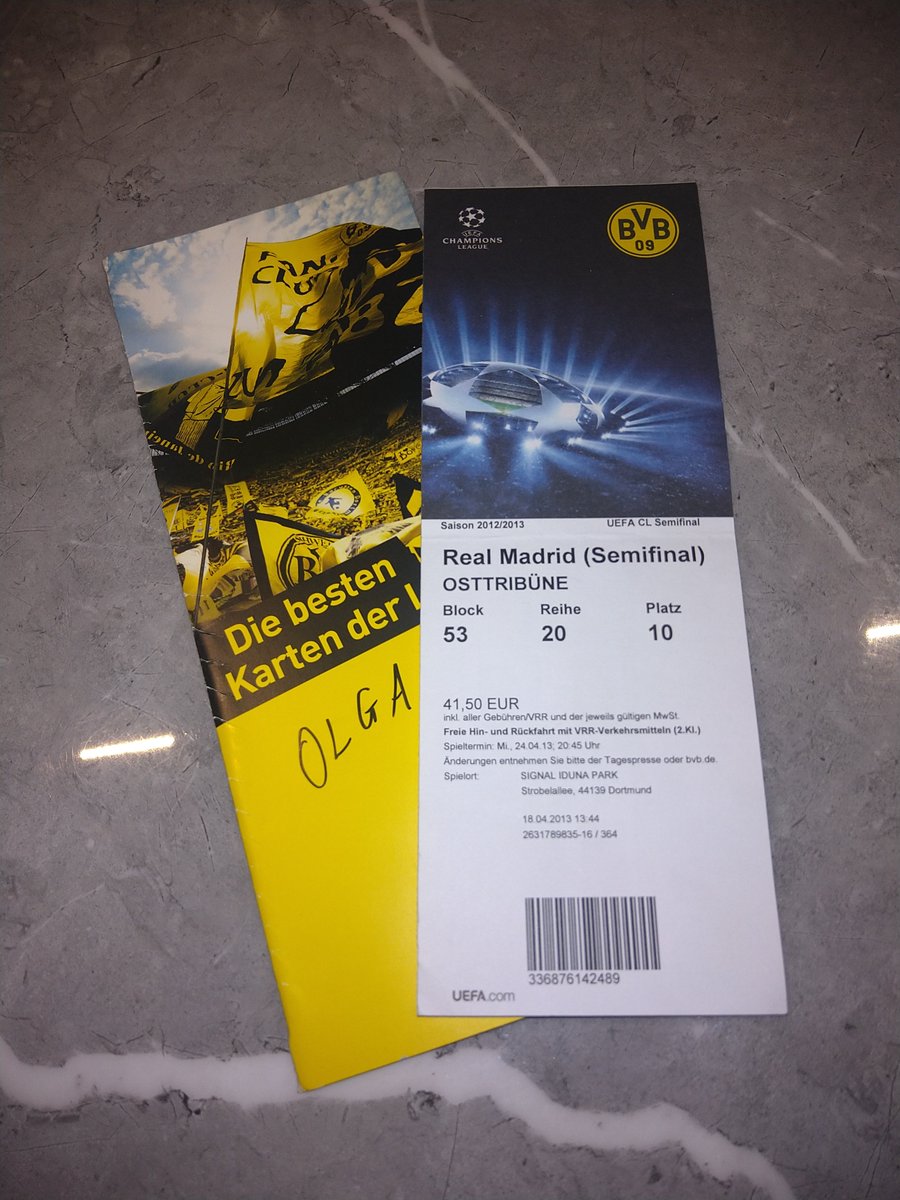 FAN
CLU
09
Die besten
Karten der
OLGA
UEFA
CHAMPIONS
LEAGUE
BVB
09
Saison 2012/2013 UEFA CL Semifinal
Real Madrid (Semifinal)
OSTTRIBÜNE
Block Reihe Platz
53 20 10
41,50 EUR
inkl. aller Gebühren/VRR und der jeweils gültigen MwSt.
Freie Hin- und Rückfahrt mit VRR-Verkehrsmitteln (2.Kl.)
Spieltermin: Mi., 24.04.13; 20:45 Uhr
Änderungen entnehmen Sie bitte der Tagespresse oder bvb.de.
Spielort: SIGNAL IDUNA PARK
Strobelallee, 44139 Dortmund
18.04.2013 13:44
2631789835-16 / 364
336876142489
UEFA.com